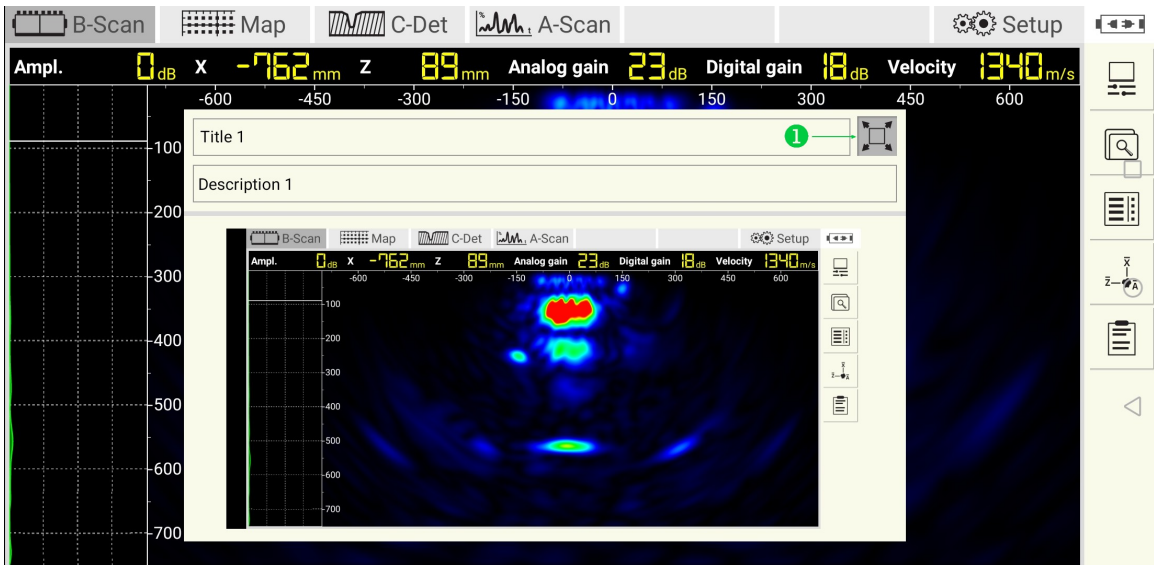 B-Scan Map C-Det A-Scan Setup
Ampl. 0 dB X -762 mm Z 89 mm Analog gain 23 dB Digital gain 18 dB Velocity 1340 m/s
-600 -450 -300 -150 0 150 300 450 600
Title 1 1
-100
Description 1
-200
B-Scan Map C-Det A-Scan Setup
Ampl. 0 dB X -762 mm Z 89 mm Analog gain 23 dB Digital gain 18 dB Velocity 1340 m/s
-600 -450 -300 -150 0 150 300 450 600
-300
-100
-200
-400
-300
-500
-400
-500
-600
-600
-700
-700